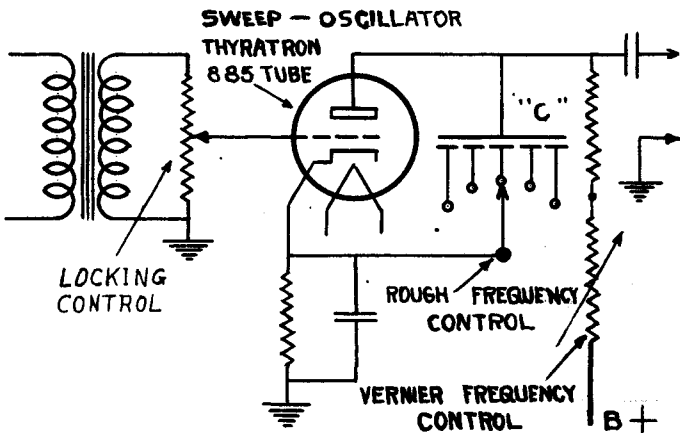 SWEEP - OSCILLATOR
THYRATRON
885 TUBE
"C"
LOCKING
CONTROL
ROUGH FREQUENCY
CONTROL
VERNIER FREQUENCY
CONTROL
B +